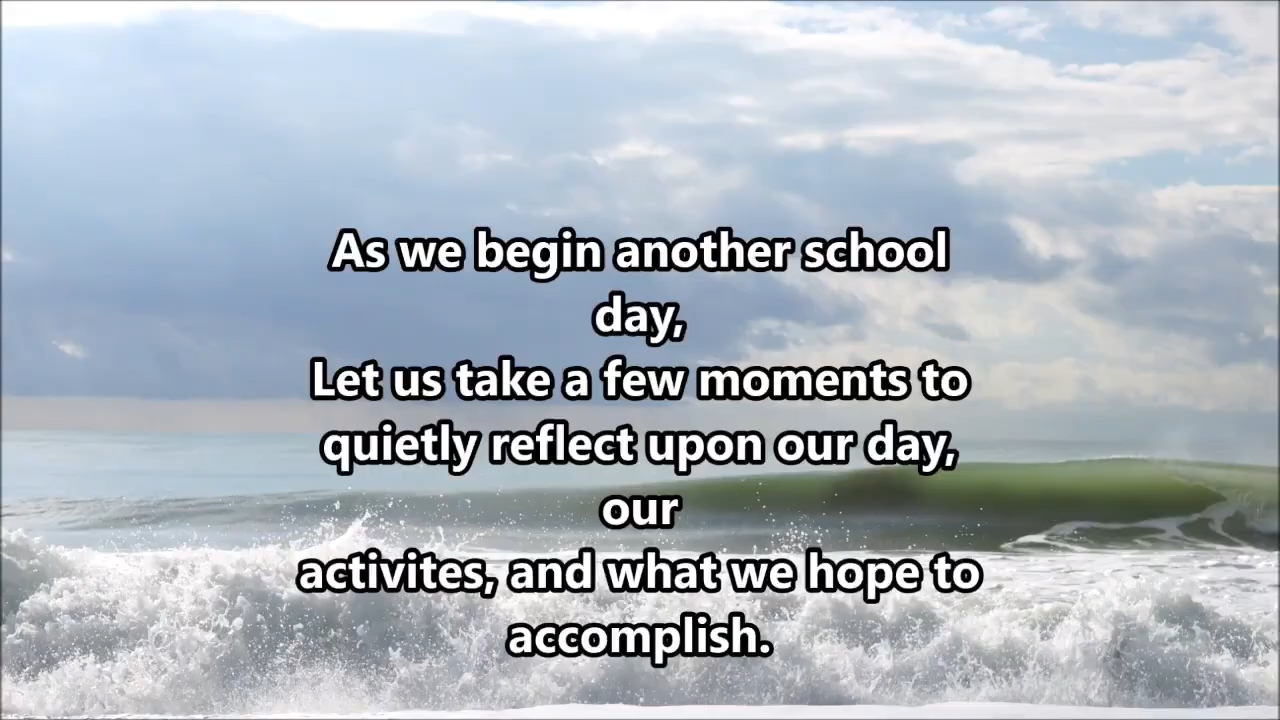 As we begin another school
day,
Let us take a few moments to
quietly reflect upon our day,
our
activites, and what we hope to
accomplish.